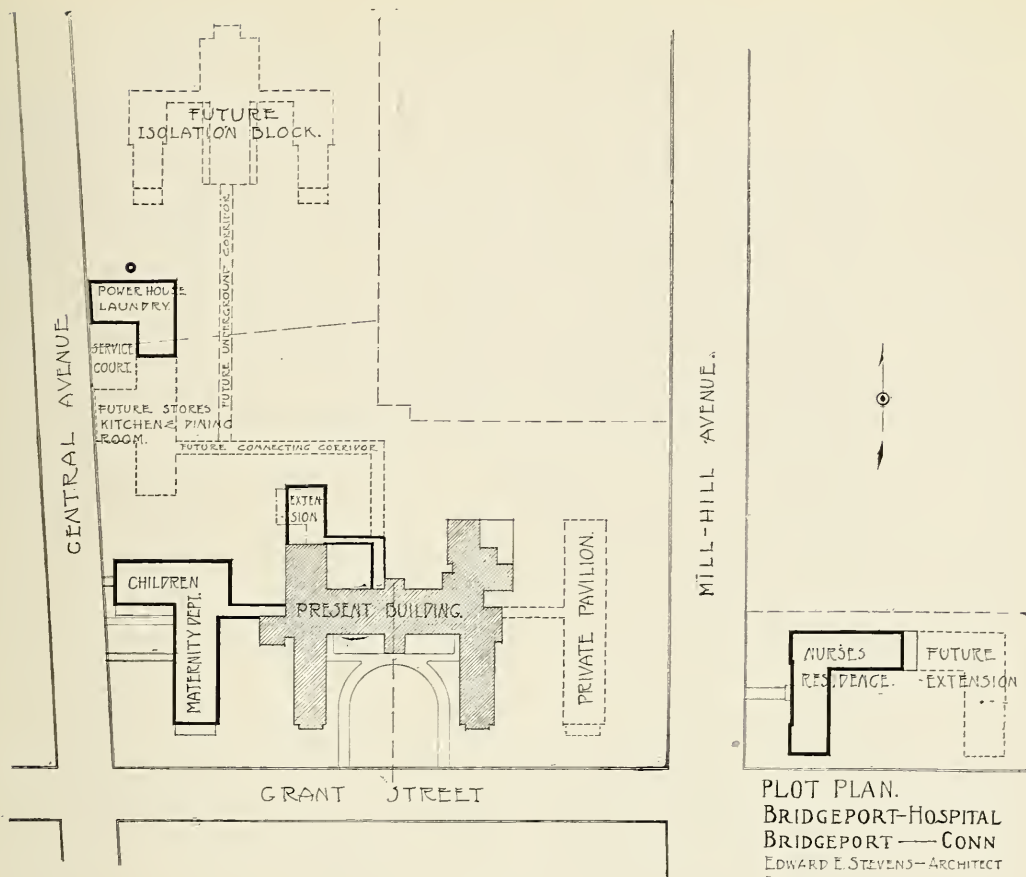 FUTURE
ISOLATION BLOCK.
FUTURE UNDERGROUND CORRIDOR
POWER HOUSE
LAUNDRY.
SERVICE
COURT.
FUTURE STORES
KITCHEN & DINING
ROOM.
FUTURE CONNECTING CORRIDOR
CENTRAL AVENUE
MILL-HILL AVENUE.
EXTEN-
SION
CHILDREN
MATERNITY DEPT.
PRESENT BUILDING.
PRIVATE PAVILION.
NURSES
RESIDENCE.
FUTURE
EXTENSION
GRANT STREET
PLOT PLAN.
BRIDGEPORT-HOSPITAL
BRIDGEPORT — CONN
EDWARD E. STEVENS-ARCHITECT